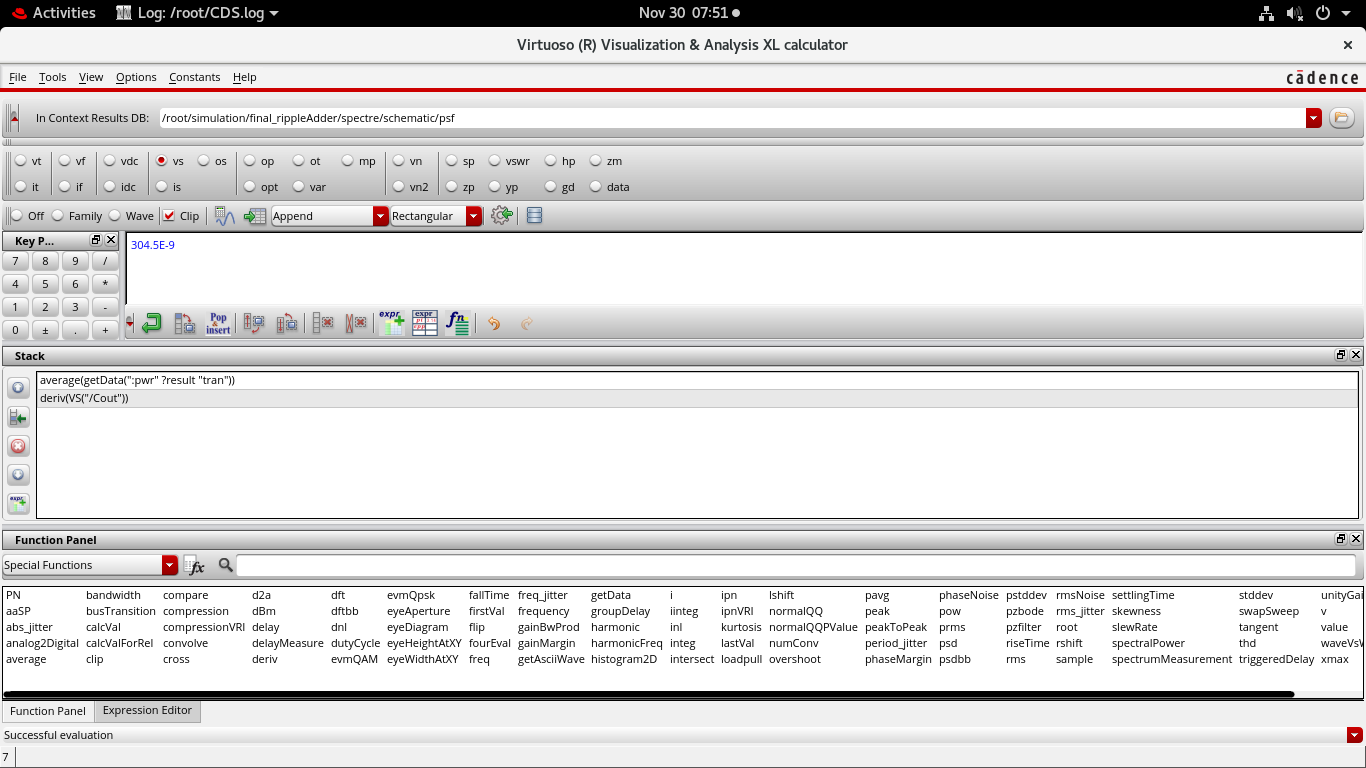 Activities Log: /root/CDS.log Nov 30 07:51
Virtuoso (R) Visualization & Analysis XL calculator ×
File Tools View Options Constants Help cādence
In Context Results DB: /root/simulation/final_rippleAdder/spectre/schematic/psf
vt vf vdc vs os op ot mp vn sp vswr hp zm
it if idc is opt var vn2 zp yp gd data
Off Family Wave Clip Append Rectangular
Key P...
7 8 9 /
4 5 6 *
1 2 3 -
0 ± . +
304.5E-9
Pop & insert expr expr fn
Stack
average(getData(":pwr" ?result "tran"))
deriv(VS("/Cout"))
expr
Function Panel
Special Functions fx
PN bandwidth compare d2a dft evmQpsk fallTime freq_jitter getData i ipn lshift pavg phaseNoise pstddev rmsNoise settlingTime stddev unityGai
aaSP busTransition compression dBm dftbb eyeAperture firstVal frequency groupDelay iinteg ipnVRI normalQQ peak pow pzbode rms_jitter skewness swapSweep v
abs_jitter calcVal compressionVRI delay dnl eyeDiagram flip gainBwProd harmonic inl kurtosis normalQQPValue peakToPeak prms pzfilter root slewRate tangent value
analog2Digital calcValForRel convolve delayMeasure dutyCycle eyeHeightAtXY fourEval gainMargin harmonicFreq integ lastVal numConv period_jitter psd riseTime rshift spectralPower thd waveVsW
average clip cross deriv evmQAM eyeWidthAtXY freq getAsciiWave histogram2D intersect loadpull overshoot phaseMargin psdbb rms sample spectrumMeasurement triggeredDelay xmax
Function Panel Expression Editor
Successful evaluation
7